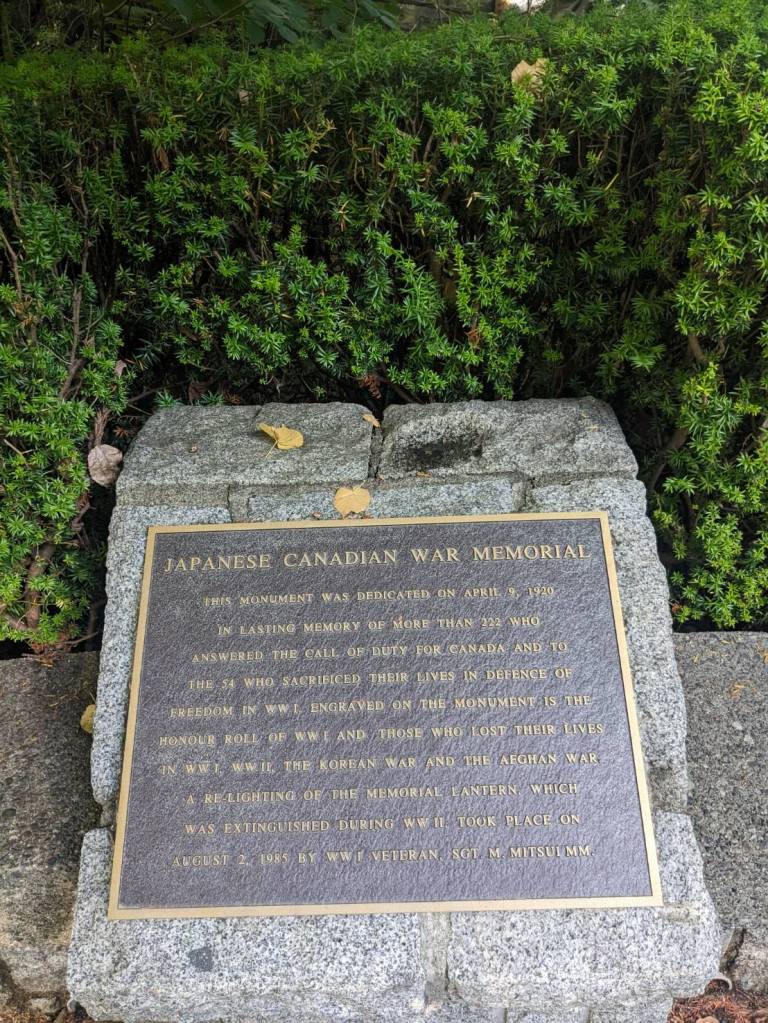 JAPANESE CANADIAN WAR MEMORIAL
THIS MONUMENT WAS DEDICATED ON APRIL 9, 1920
IN LASTING MEMORY OF MORE THAN 222 WHO
ANSWERED THE CALL OF DUTY FOR CANADA AND TO
THE 54 WHO SACRIFICED THEIR LIVES IN DEFENCE OF
FREEDOM IN WW I. ENGRAVED ON THE MONUMENT IS THE
HONOUR ROLL OF WW I AND THOSE WHO LOST THEIR LIVES
IN WW I, WW II, THE KOREAN WAR AND THE AFGHAN WAR.
A RE-LIGHTING OF THE MEMORIAL LANTERN, WHICH
WAS EXTINGUISHED DURING WW II, TOOK PLACE ON
AUGUST 2, 1985 BY WW I VETERAN, SGT. M. MITSUI MM.